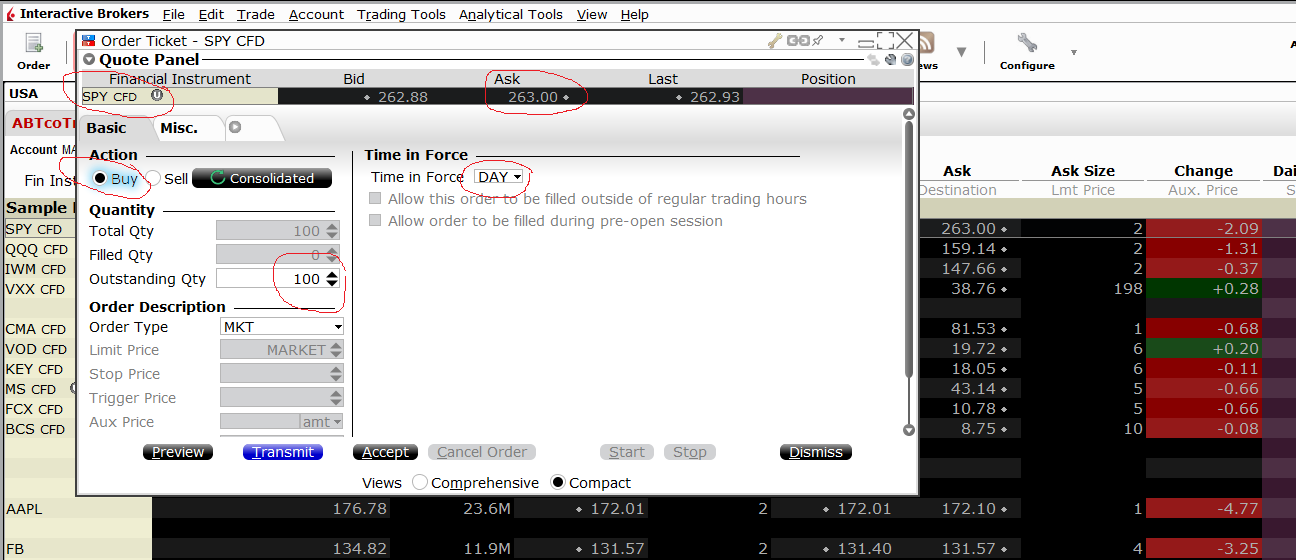 Interactive Brokers File Edit Trade Account Trading Tools Analytical Tools View Help
Order Ticket - SPY CFD
Order
Configure
Quote Panel
Financial Instrument Bid Ask Last Position
SPY CFD 262.88 263.00 262.93
USA
Basic Misc.
Action
Buy Sell Consolidated
Quantity
Total Qty 100
Filled Qty 0
Outstanding Qty 100
Order Description
Order Type MKT
Limit Price MARKET
Stop Price
Trigger Price
Aux Price amt
Time in Force
Time in Force DAY
Allow this order to be filled outside of regular trading hours
Allow order to be filled during pre-open session
Preview Transmit Accept Cancel Order Start Stop Dismiss
Views Comprehensive Compact
Account MA
Fin Inst
Ask Ask Size Change Dai
Destination Lmt Price Aux. Price S
Sample
SPY CFD 263.00 2 -2.09
QQQ CFD 159.14 2 -1.31
IWM CFD 147.66 2 -0.37
VXX CFD 38.76 198 +0.28
CMA CFD 81.53 1 -0.68
VOD CFD 19.72 6 +0.20
KEY CFD 18.05 6 -0.11
MS CFD 43.14 5 -0.66
FCX CFD 10.78 5 -0.66
BCS CFD 8.75 10 -0.08
AAPL 176.78 23.6M 172.01 2 172.01 172.10 1 -4.77
FB 134.82 11.9M 131.57 2 131.40 131.57 4 -3.25